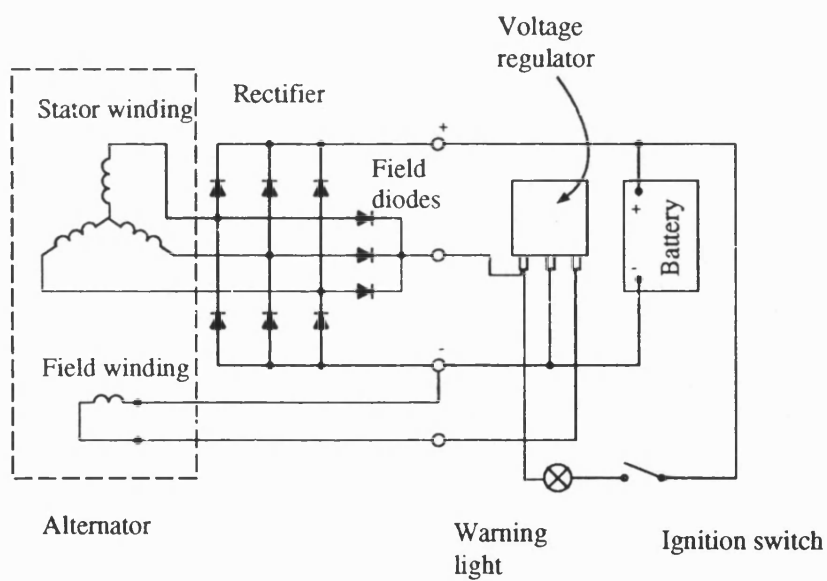 Voltage
regulator
Stator winding
Rectifier
+
Field
diodes
+
Battery
-
-
Field winding
Alternator
Warning
light
Ignition switch